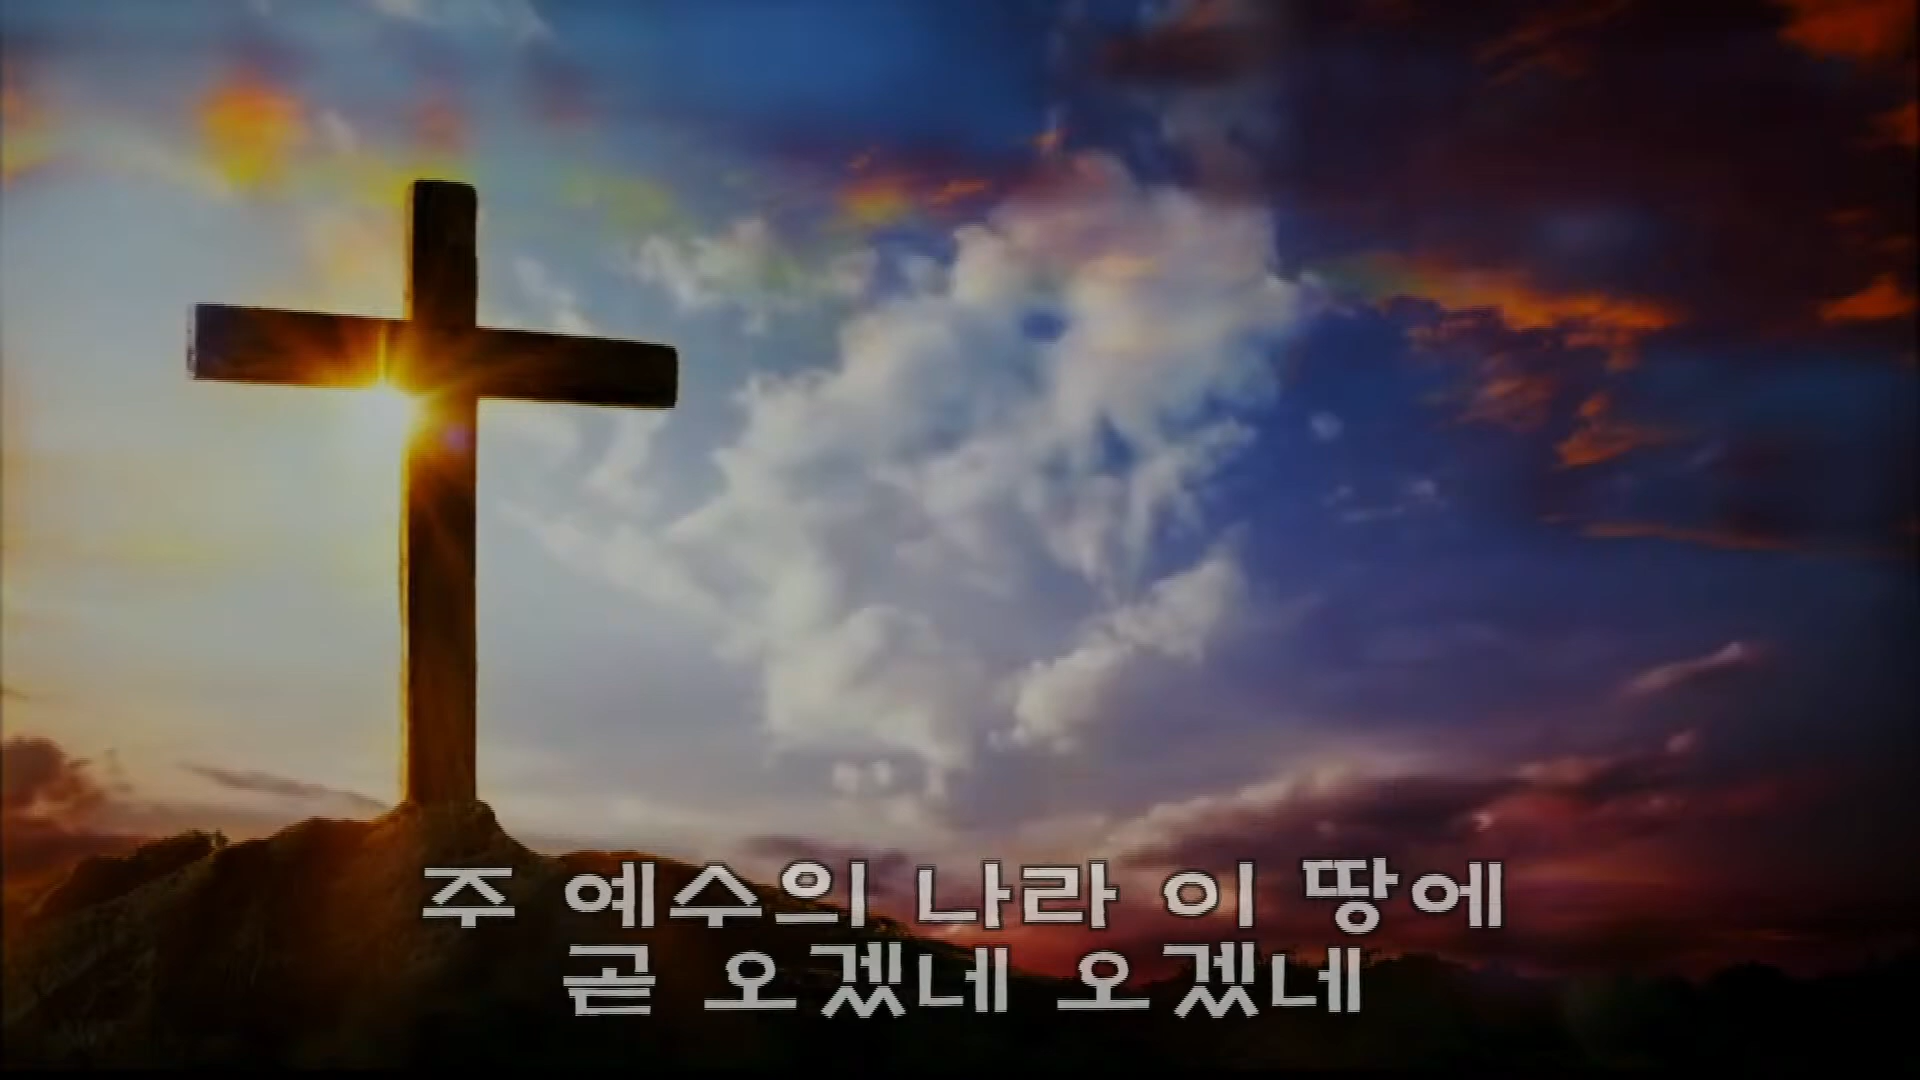 주 예수의 나라 이 땅에
곧 오겠네 오겠네